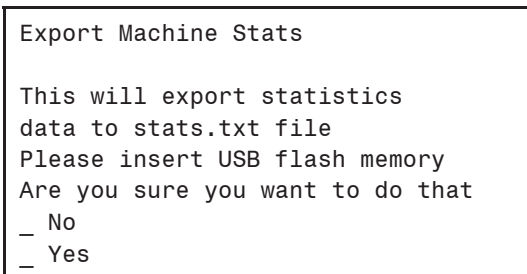 Export Machine Stats
This will export statistics
data to stats.txt file
Please insert USB flash memory
Are you sure you want to do that
_ No
_ Yes